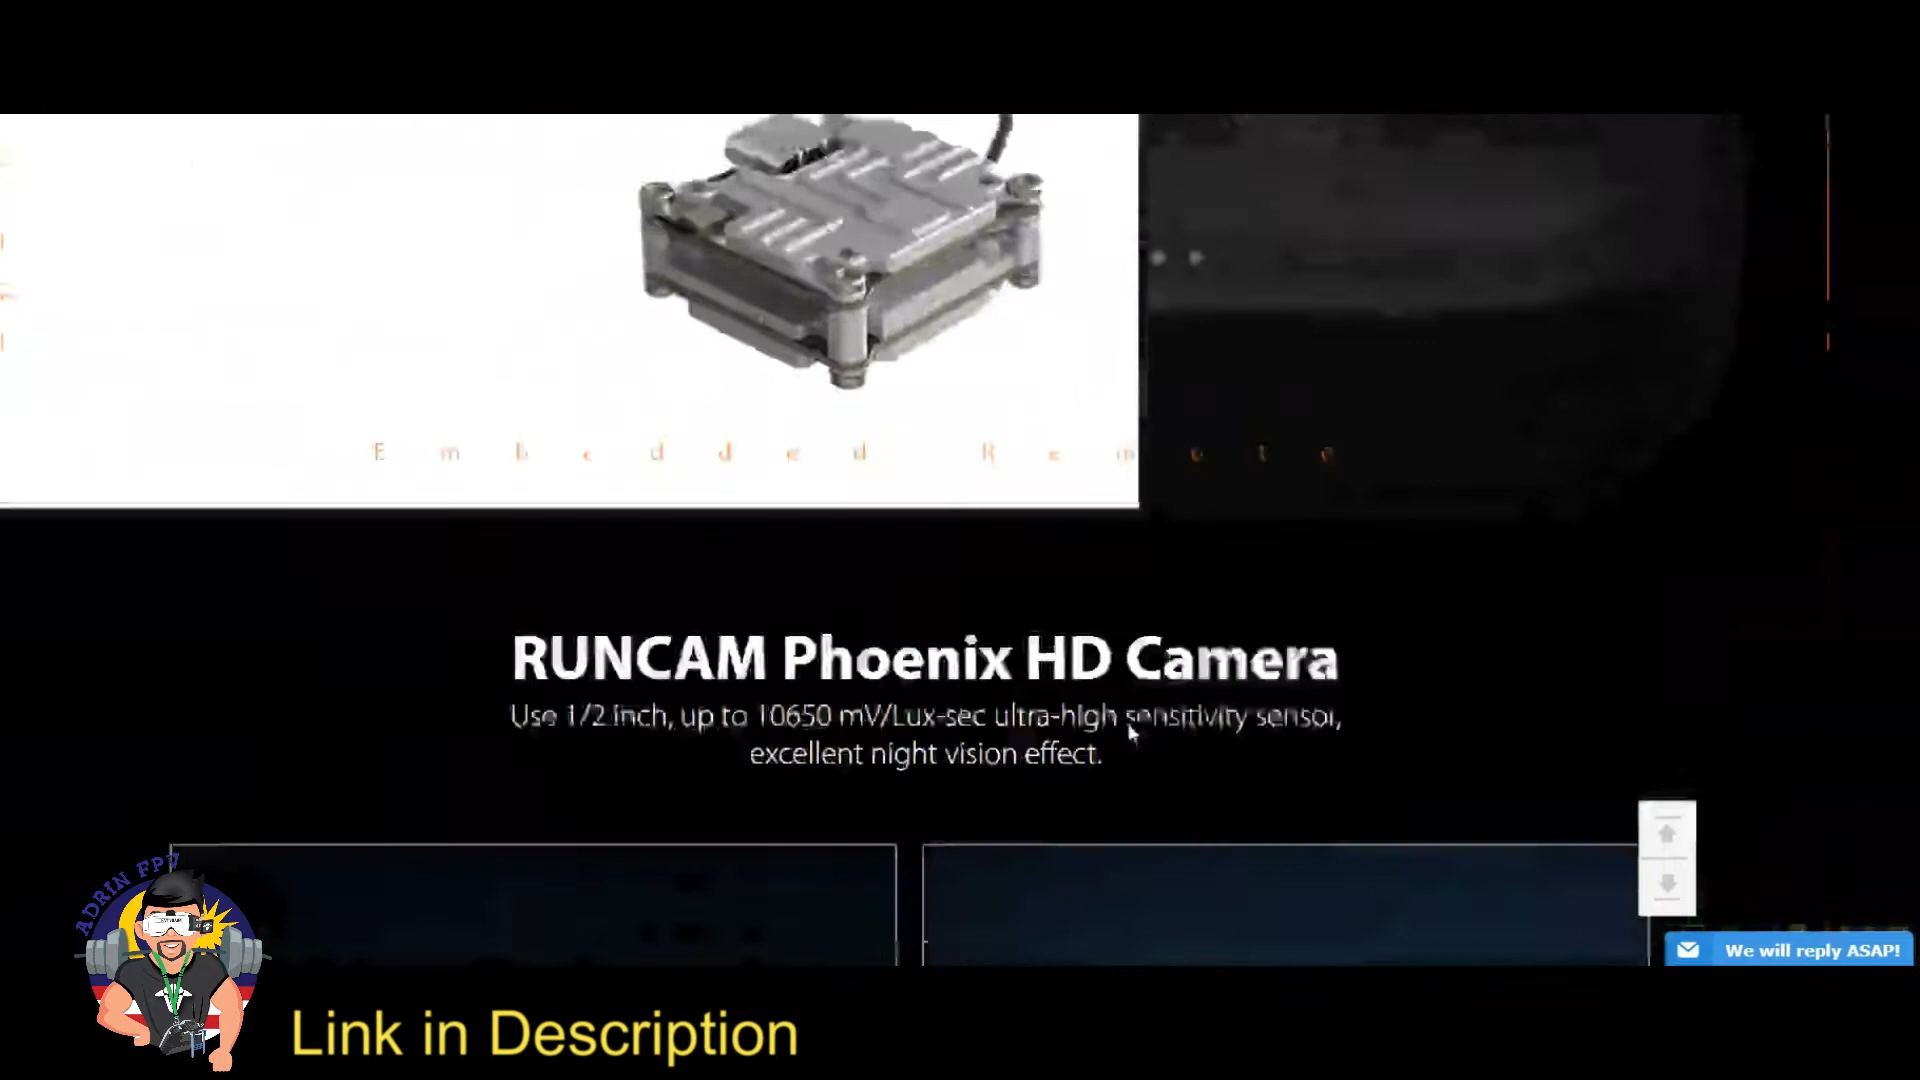 Embedded Remote
RUNCAM Phoenix HD Camera
Use 1/2 inch, up to 10650 mV/Lux-sec ultra-high sensitivity sensor,
excellent night vision effect.
We will reply ASAP!
ADRIN FPV
Link in Description